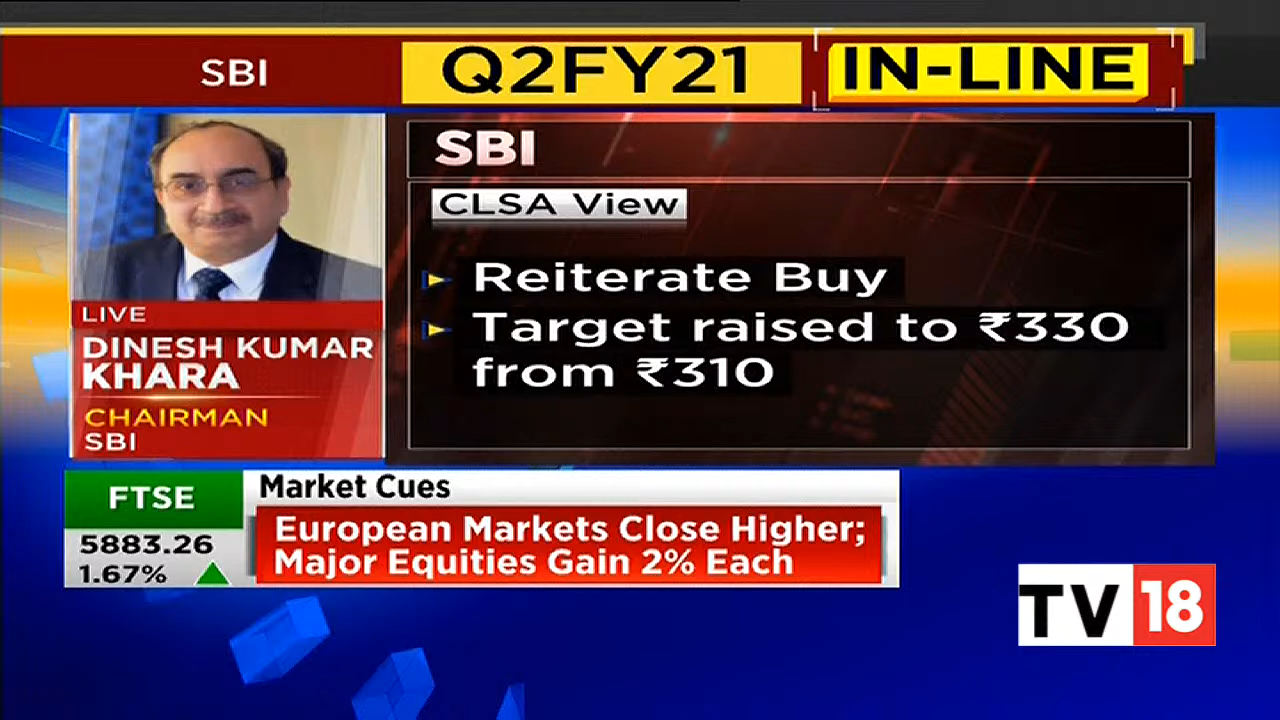 SBI
Q2FY21
IN-LINE
SBI
CLSA View
Reiterate Buy
Target raised to ₹330
from ₹310
LIVE
DINESH KUMAR
KHARA
CHAIRMAN
SBI
FTSE
5883.26
1.67%
Market Cues
European Markets Close Higher;
Major Equities Gain 2% Each
TV18